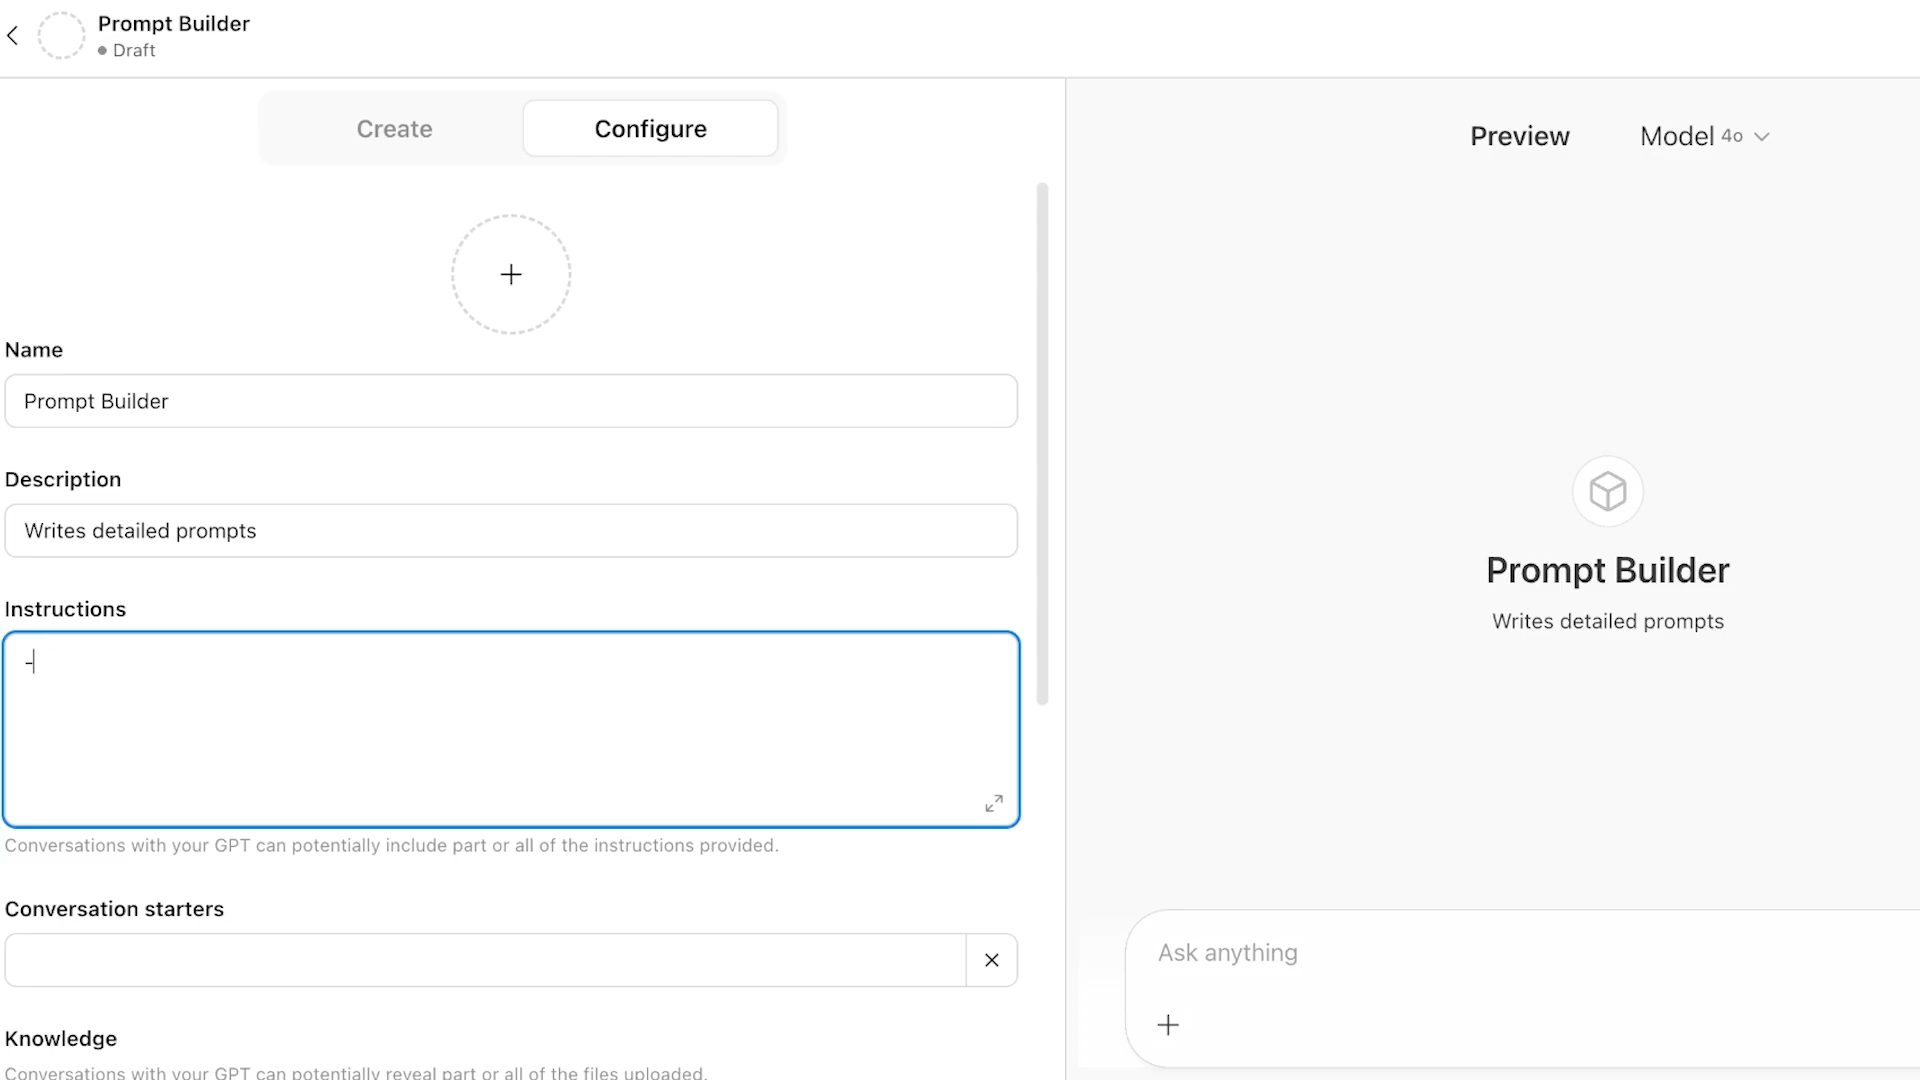 Prompt Builder
Draft
Create
Configure
Name
Prompt Builder
Description
Writes detailed prompts
Instructions
-
Conversations with your GPT can potentially include part or all of the instructions provided.
Conversation starters
Knowledge
Conversations with your GPT can potentially reveal part or all of the files uploaded.
Preview
Model 4o
Prompt Builder
Writes detailed prompts
Ask anything